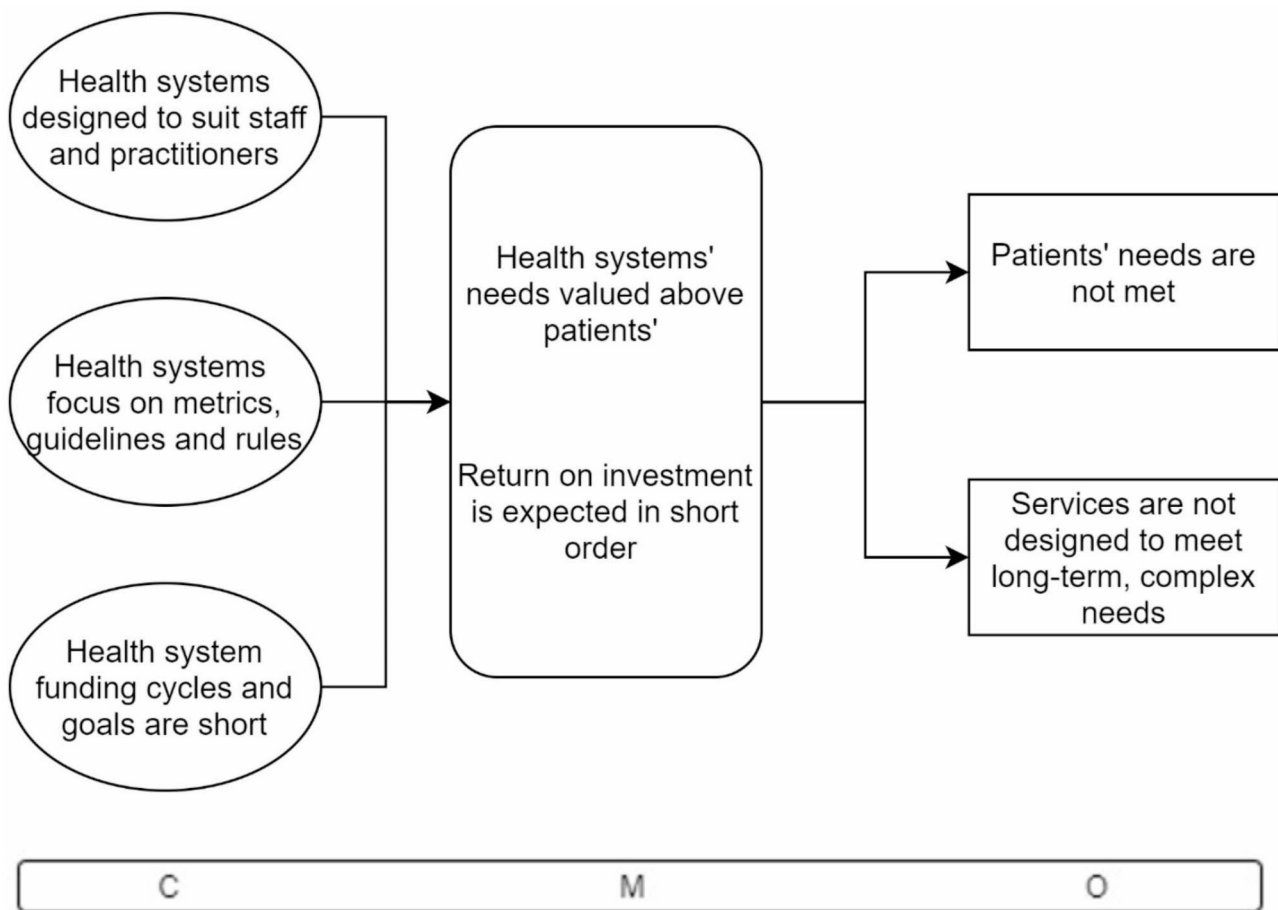 Health systems
designed to suit staff
and practitioners
Health systems
focus on metrics,
guidelines and rules
Health system
funding cycles and
goals are short
Health systems'
needs valued above
patients'
Return on investment
is expected in short
order
Patients' needs are
not met
Services are not
designed to meet
long-term, complex
needs
C M O